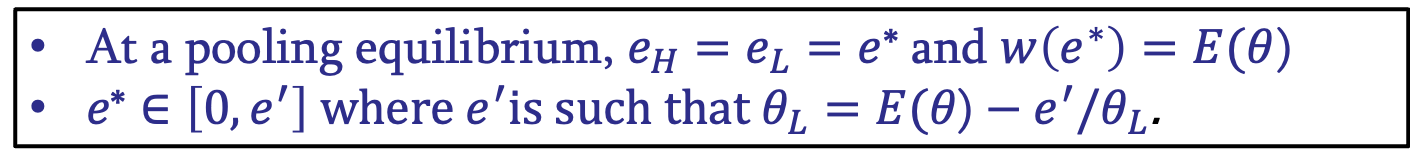 • At a pooling equilibrium, e_H = e_L = e* and w(e*) = E(θ)
• e* ∈ [0, e′] where e′is such that θ_L = E(θ) − e′/θ_L.